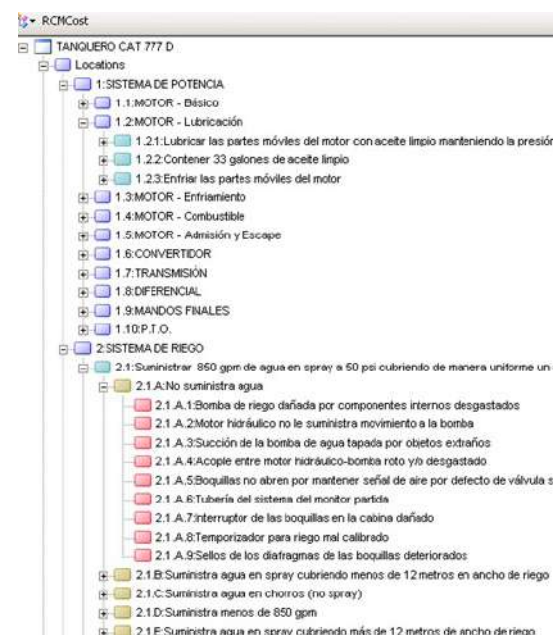 RCMCost
TANQUERO CAT 777 D
Locations
1:SISTEMA DE POTENCIA
1.1:MOTOR - Básico
1.2:MOTOR - Lubricación
1.2.1:Lubricar las partes móviles del motor con aceite limpio manteniendo la presión
1.2.2:Contener 33 galones de aceite limpio
1.2.3:Enfriar las partes móviles del motor
1.3:MOTOR - Enfriamiento
1.4:MOTOR - Combustible
1.5:MOTOR - Admisión y Escape
1.6:CONVERTIDOR
1.7:TRANSMISIÓN
1.8:DIFERENCIAL
1.9:MANDOS FINALES
1.10:P.T.O.
2:SISTEMA DE RIEGO
2.1:Suministrar 850 gpm de agua en spray a 50 psi cubriendo de manera uniforme un
2.1.A:No suministra agua
2.1.A.1:Bomba de riego dañada por componentes internos desgastados
2.1.A.2:Motor hidráulico no le suministra movimiento a la bomba
2.1.A.3:Succión de la bomba de agua tapada por objetos extraños
2.1.A.4:Acople entre motor hidráulico-bomba roto y/o desgastado
2.1.A.5:Boquillas no abren por mantener señal de aire por defecto de válvula s
2.1.A.6:Tubería del sistema del monitor partida
2.1.A.7:Interruptor de las boquillas en la cabina dañado
2.1.A.8:Temporizador para riego mal calibrado
2.1.A.9:Sellos de los diafragmas de las boquillas deteriorados
2.1.B:Suministra agua en spray cubriendo menos de 12 metros en ancho de riego
2.1.C:Suministra agua en chorros (no spray)
2.1.D:Suministra menos de 850 gpm
2.1.E:Suministra agua en spray cubriendo más de 12 metros de ancho de riego